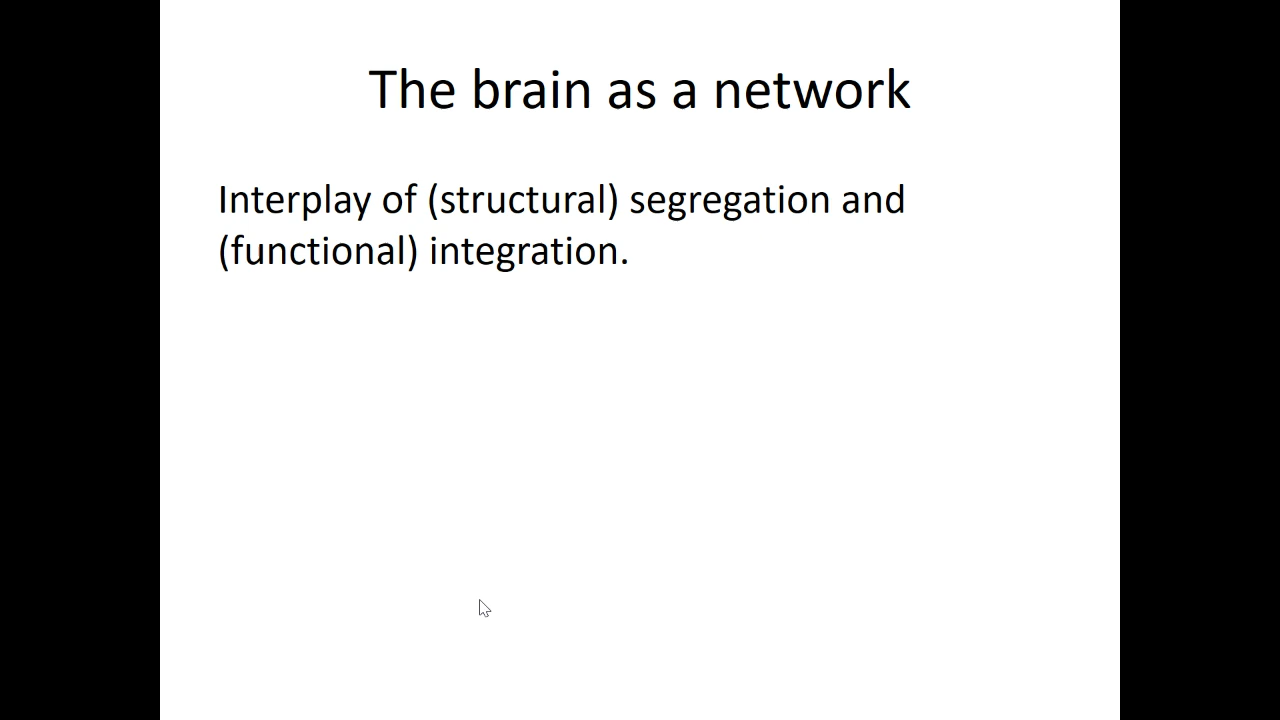 The brain as a network
Interplay of (structural) segregation and
(functional) integration.